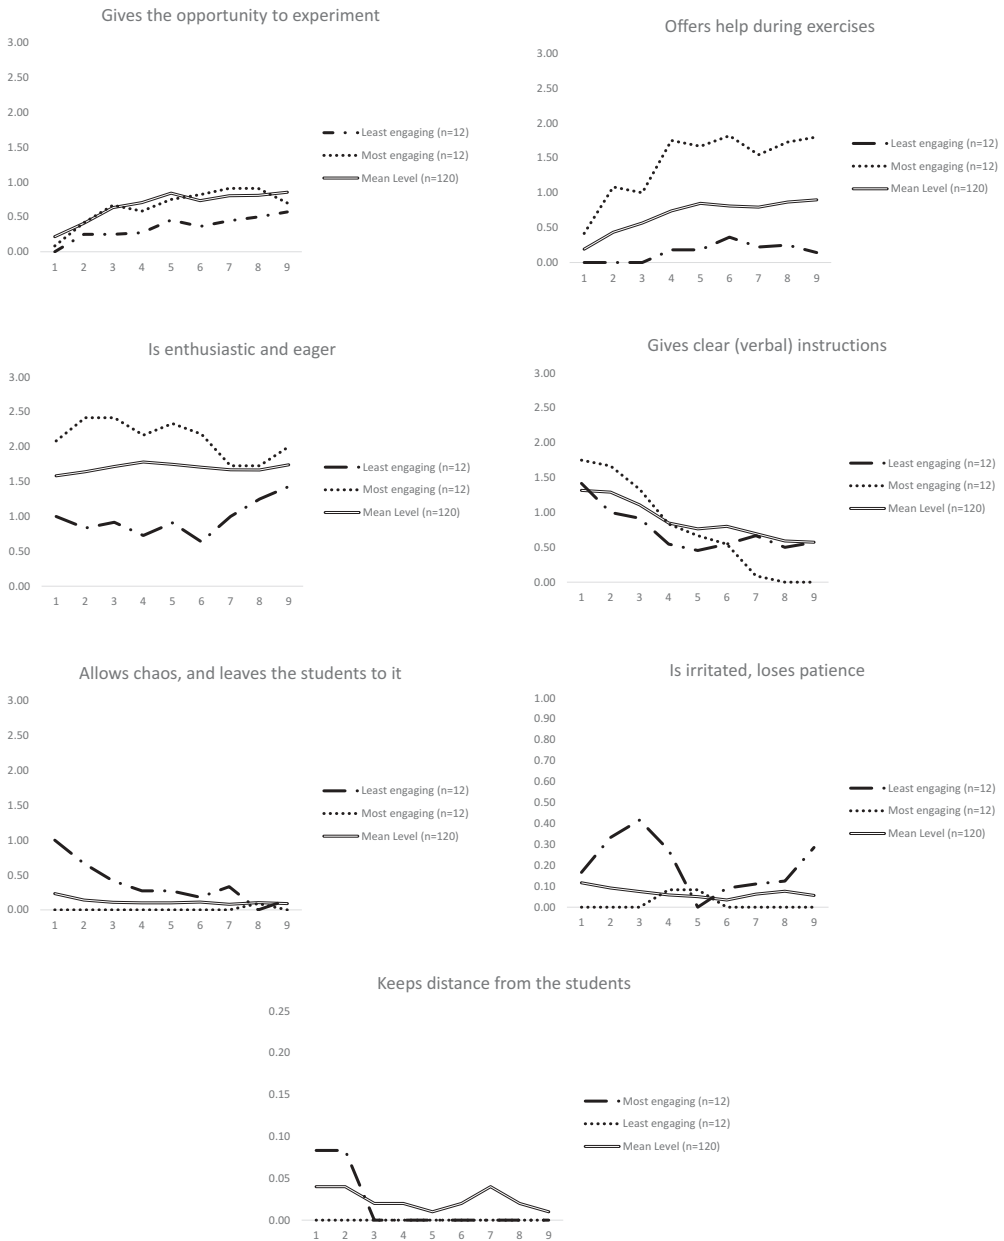 Gives the opportunity to experiment
3.00
2.50
2.00
1.50
1.00
0.50
0.00
1 2 3 4 5 6 7 8 9
Least engaging (n=12)
Most engaging (n=12)
Mean Level (n=120)
Offers help during exercises
3.00
2.50
2.00
1.50
1.00
0.50
0.00
1 2 3 4 5 6 7 8 9
Least engaging (n=12)
Most engaging (n=12)
Mean Level (n=120)
Is enthusiastic and eager
3.00
2.50
2.00
1.50
1.00
0.50
0.00
1 2 3 4 5 6 7 8 9
Least engaging (n=12)
Most engaging (n=12)
Mean Level (n=120)
Gives clear (verbal) instructions
3.00
2.50
2.00
1.50
1.00
0.50
0.00
1 2 3 4 5 6 7 8 9
Least engaging (n=12)
Most engaging (n=12)
Mean Level (n=120)
Allows chaos, and leaves the students to it
3.00
2.50
2.00
1.50
1.00
0.50
0.00
1 2 3 4 5 6 7 8 9
Least engaging (n=12)
Most engaging (n=12)
Mean Level (n=120)
Is irritated, loses patience
1.00
0.90
0.80
0.70
0.60
0.50
0.40
0.30
0.20
0.10
0.00
1 2 3 4 5 6 7 8 9
Least engaging (n=12)
Most engaging (n=12)
Mean Level (n=120)
Keeps distance from the students
0.25
0.20
0.15
0.10
0.05
0.00
1 2 3 4 5 6 7 8 9
Most engaging (n=12)
Least engaging (n=12)
Mean Level (n=120)